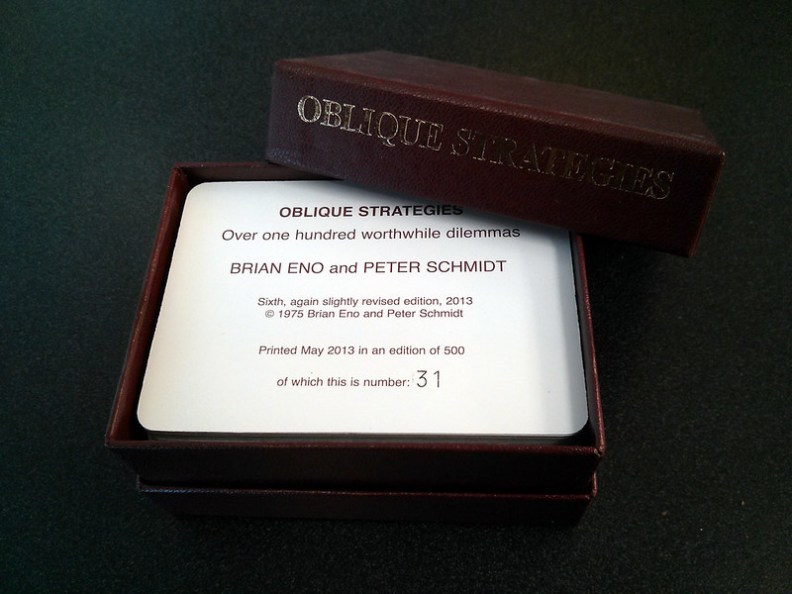 OBLIQUE STRATEGIES
OBLIQUE STRATEGIES
Over one hundred worthwhile dilemmas
BRIAN ENO and PETER SCHMIDT
Sixth, again slightly revised edition, 2013
© 1975 Brian Eno and Peter Schmidt
Printed May 2013 in an edition of 500
of which this is number: 31